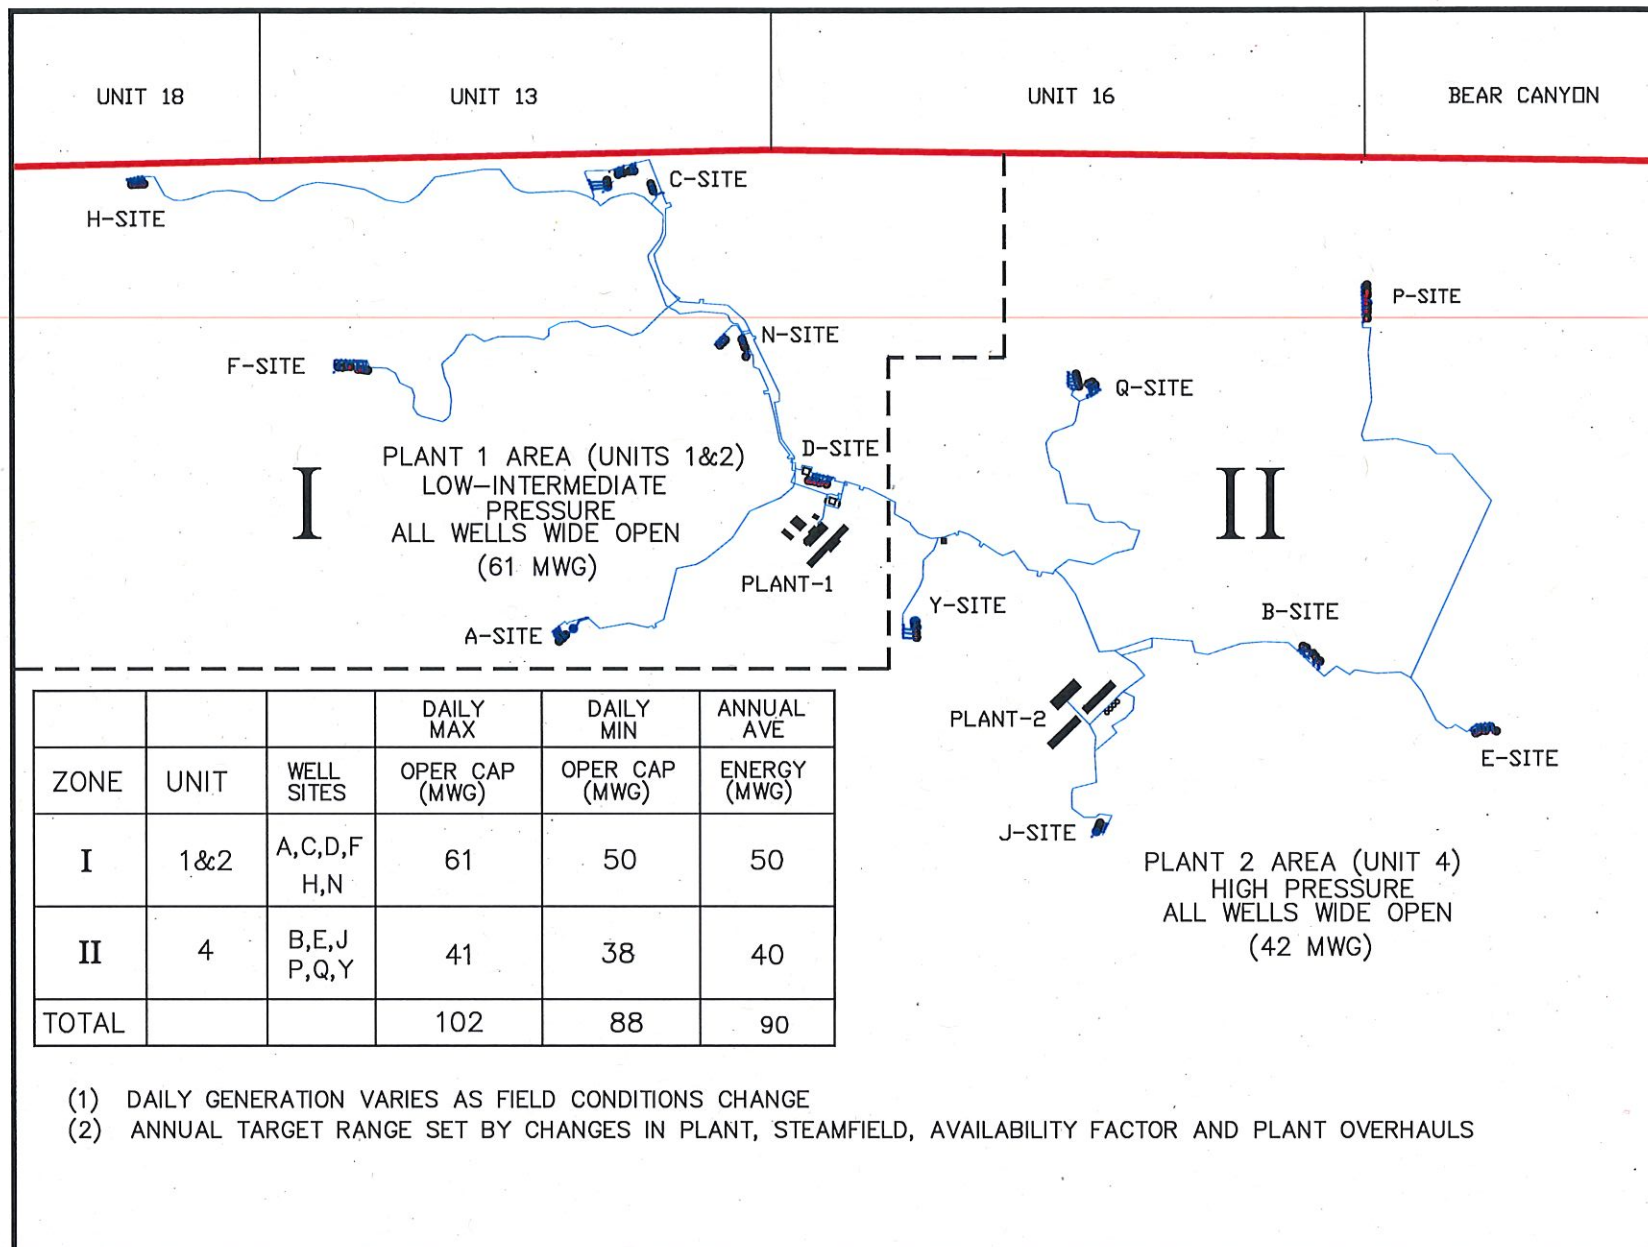 UNIT 18
UNIT 13
UNIT 16
BEAR CANYON
C-SITE
H-SITE
P-SITE
N-SITE
F-SITE
Q-SITE
D-SITE
I
PLANT 1 AREA (UNITS 1&2)
LOW-INTERMEDIATE
PRESSURE
ALL WELLS WIDE OPEN
(61 MWG)
II
PLANT-1
Y-SITE
B-SITE
A-SITE
PLANT-2
E-SITE
J-SITE
PLANT 2 AREA (UNIT 4)
HIGH PRESSURE
ALL WELLS WIDE OPEN
(42 MWG)
DAILY
MAX
DAILY
MIN
ANNUAL
AVE
ZONE
UNIT
WELL
SITES
OPER CAP
(MWG)
OPER CAP
(MWG)
ENERGY
(MWG)
I
1&2
A,C,D,F
H,N
61
50
50
II
4
B,E,J
P,Q,Y
41
38
40
TOTAL
102
88
90
(1) DAILY GENERATION VARIES AS FIELD CONDITIONS CHANGE
(2) ANNUAL TARGET RANGE SET BY CHANGES IN PLANT, STEAMFIELD, AVAILABILITY FACTOR AND PLANT OVERHAULS